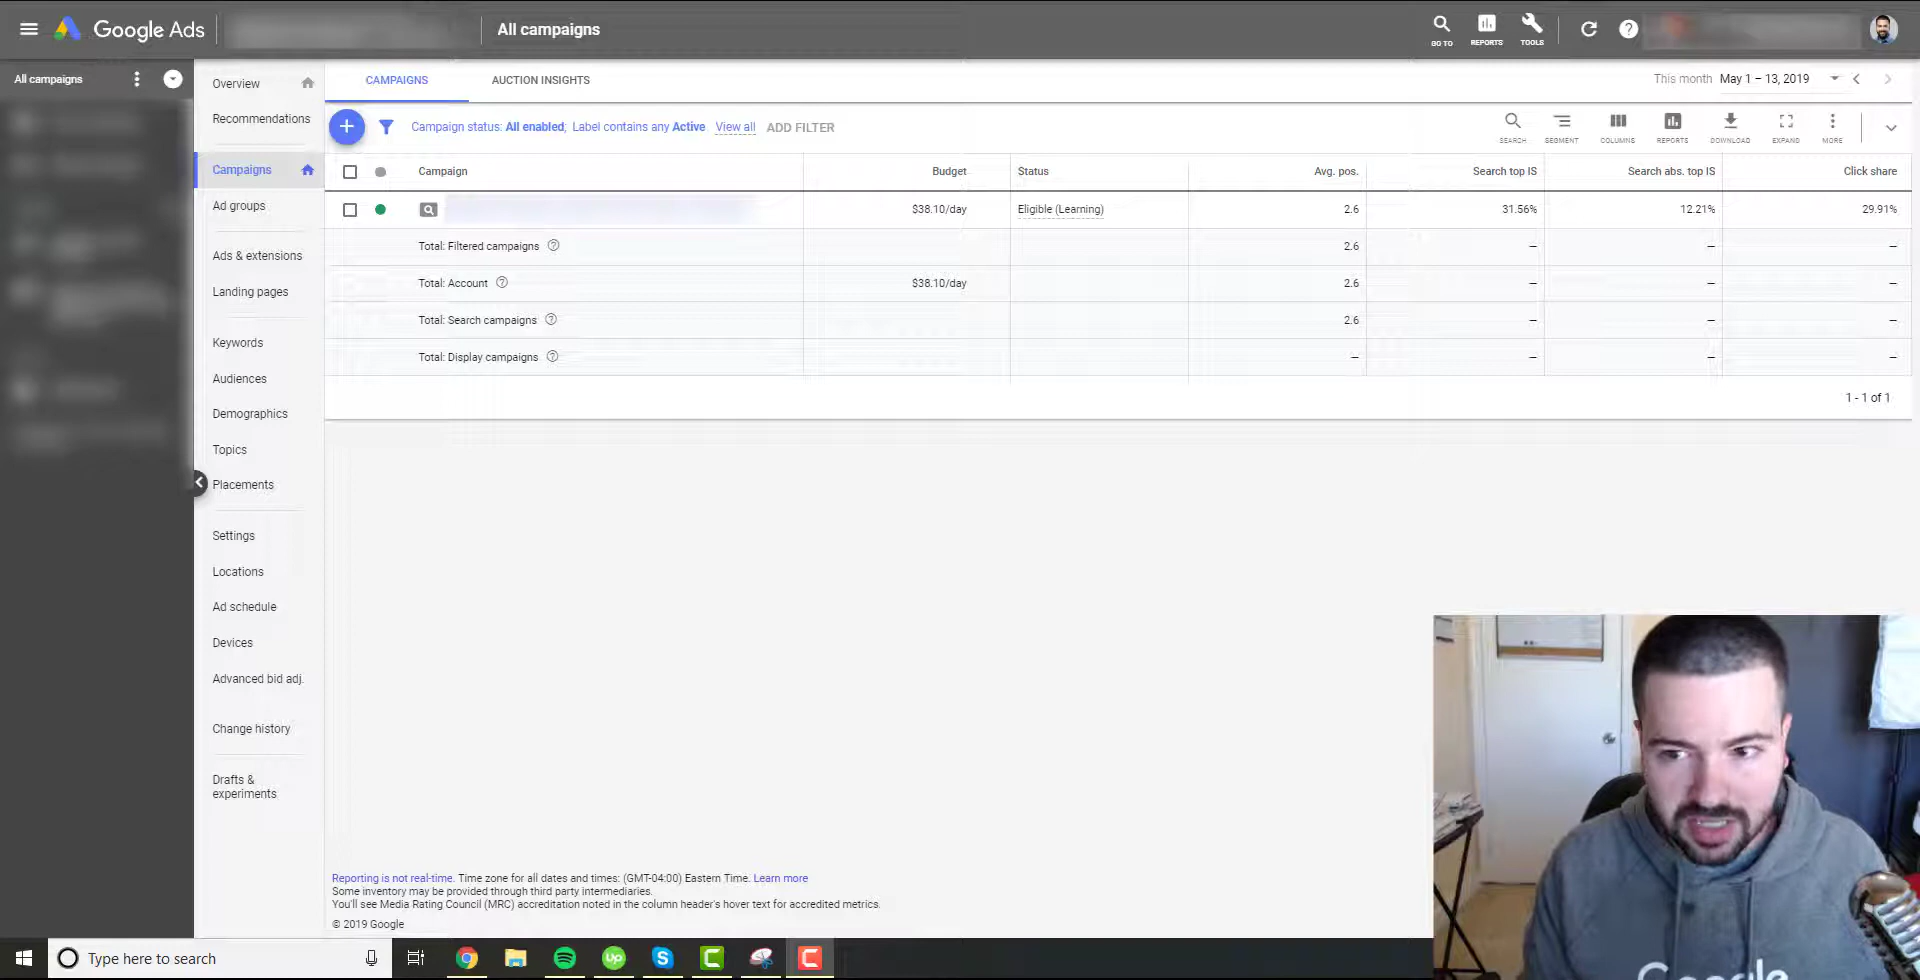 Google Ads
All campaigns
GO TO
REPORTS
TOOLS
All campaigns
Overview
Recommendations
Campaigns
Ad groups
Ads & extensions
Landing pages
Keywords
Audiences
Demographics
Topics
Placements
Settings
Locations
Ad schedule
Devices
Advanced bid adj.
Change history
Drafts &
experiments
CAMPAIGNS AUCTION INSIGHTS
This month May 1 – 13, 2019
Campaign status: All enabled; Label contains any Active View all ADD FILTER
SEARCH SEGMENT COLUMNS REPORTS DOWNLOAD EXPAND MORE
Campaign Budget Status Avg. pos. Search top IS Search abs. top IS Click share
$38.10/day Eligible (Learning) 2.6 31.56% 12.21% 29.91%
Total: Filtered campaigns 2.6 – – –
Total: Account $38.10/day 2.6 – – –
Total: Search campaigns 2.6 – – –
Total: Display campaigns – – – –
1 - 1 of 1
Reporting is not real-time. Time zone for all dates and times: (GMT-04:00) Eastern Time. Learn more
Some inventory may be provided through third party intermediaries.
You'll see Media Rating Council (MRC) accreditation noted in the column header's hover text for accredited metrics.
© 2019 Google
Type here to search
up
Google